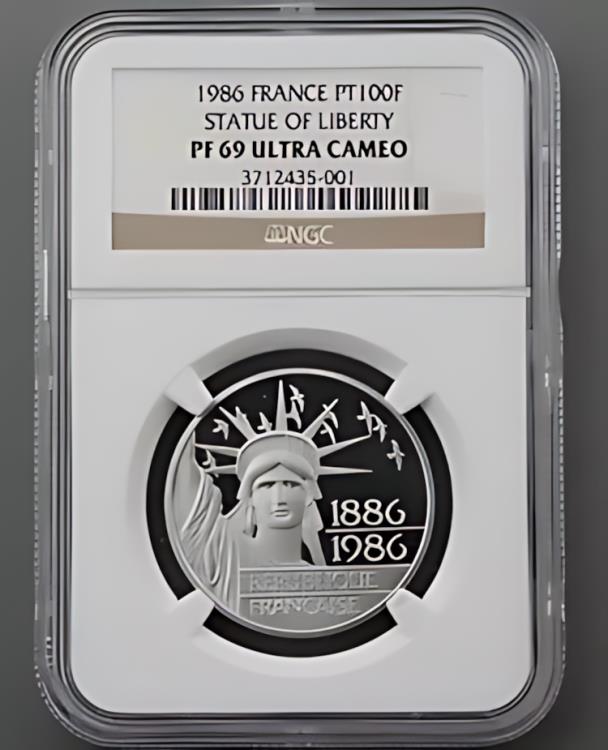 1986 FRANCE PT100F
STATUE OF LIBERTY
PF 69 ULTRA CAMEO
3712435-001
NGC
1886
1986
REPUBLIQUE
FRANÇAISE